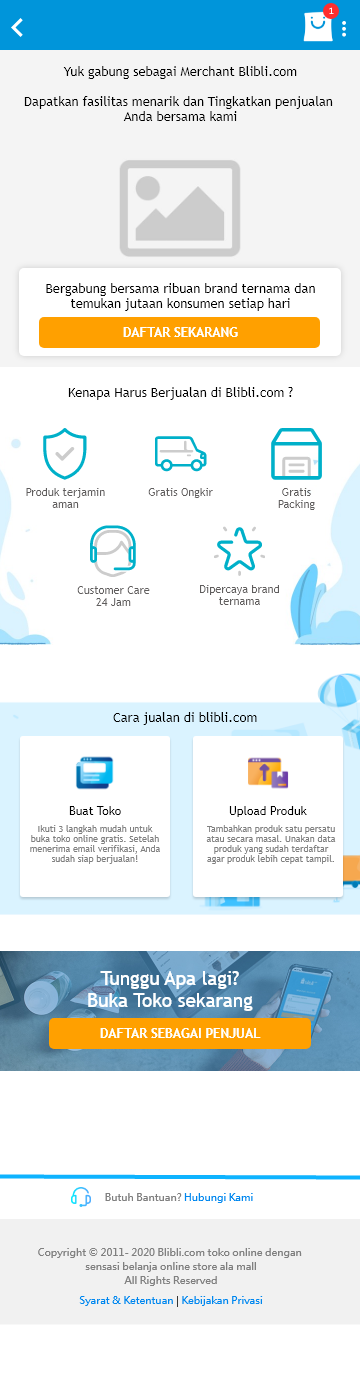 1
Yuk gabung sebagai Merchant Blibli.com
Dapatkan fasilitas menarik dan Tingkatkan penjualan
Anda bersama kami
Bergabung bersama ribuan brand ternama dan
temukan jutaan konsumen setiap hari
DAFTAR SEKARANG
Kenapa Harus Berjualan di Blibli.com ?
Produk terjamin
aman
Gratis Ongkir
Gratis
Packing
Customer Care
24 Jam
Dipercaya brand
ternama
Cara jualan di blibli.com
Buat Toko
Ikuti 3 langkah mudah untuk
buka toko online gratis. Setelah
menerima email verifikasi, Anda
sudah siap berjualan!
Upload Produk
Tambahkan produk satu persatu
atau secara masal. Unakan data
produk yang sudah terdaftar
agar produk lebih cepat tampil.
Tunggu Apa lagi?
Buka Toko sekarang
DAFTAR SEBAGAI PENJUAL
Butuh Bantuan? Hubungi Kami
Copyright © 2011- 2020 Blibli.com toko online dengan
sensasi belanja online store ala mall
All Rights Reserved
Syarat & Ketentuan | Kebijakan Privasi